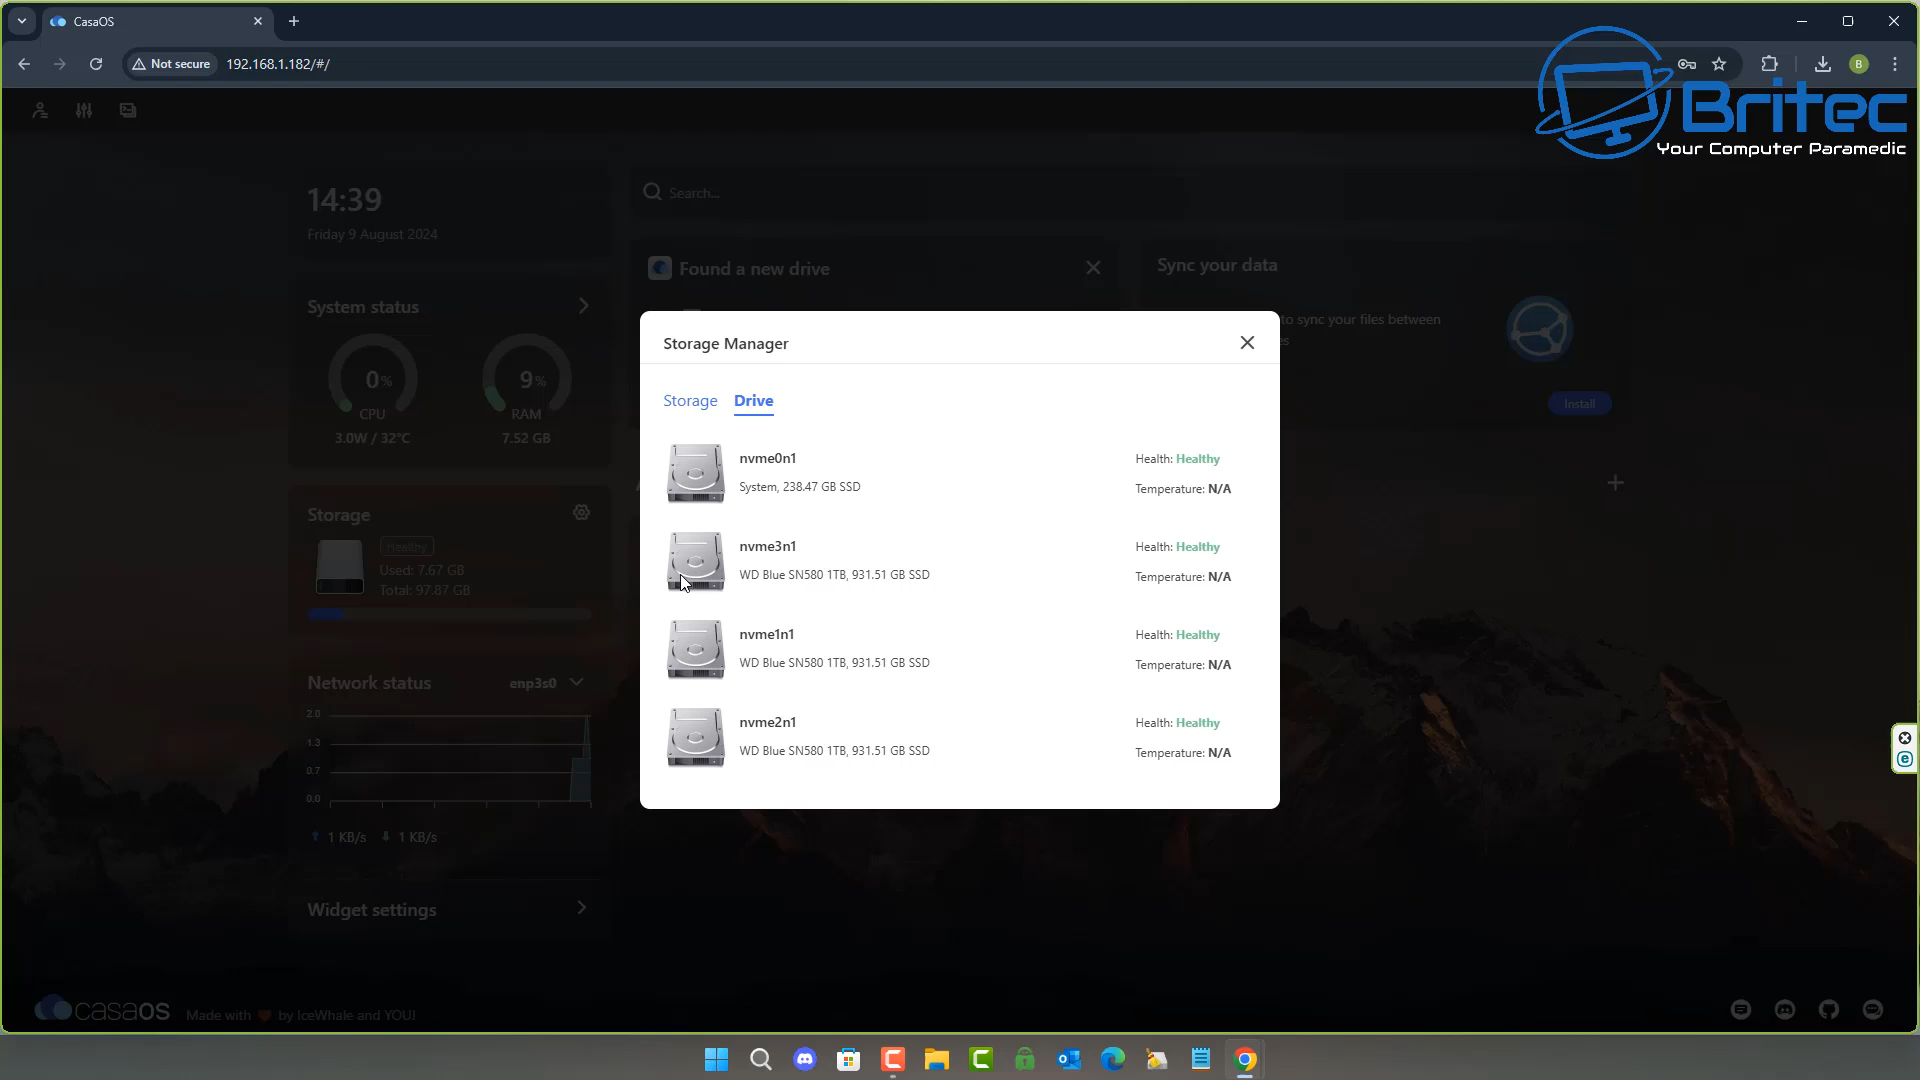 CasaOS
Not secure
192.168.1.182/#/
B
Britec
Your Computer Paramedic
14:39
Friday 9 August 2024
Search...
Found a new drive
Sync your data
System status
to sync your files between
0%
CPU
3.0W / 32°C
9%
RAM
7.52 GB
Install
Storage Manager
Storage
Drive
nvme0n1
System, 238.47 GB SSD
Health: Healthy
Temperature: N/A
nvme3n1
WD Blue SN580 1TB, 931.51 GB SSD
Health: Healthy
Temperature: N/A
nvme1n1
WD Blue SN580 1TB, 931.51 GB SSD
Health: Healthy
Temperature: N/A
nvme2n1
WD Blue SN580 1TB, 931.51 GB SSD
Health: Healthy
Temperature: N/A
Storage
Healthy
Used: 7.67 GB
Total: 97.87 GB
Network status
enp3s0
2.0
1.3
0.7
0.0
1 KB/s
1 KB/s
Widget settings
casaOS
Made with by IceWhale and YOU!